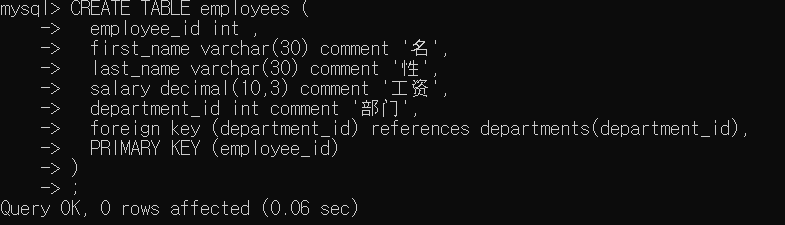 mysql> CREATE TABLE employees (
    ->   employee_id int ,
    ->   first_name varchar(30) comment '名',
    ->   last_name varchar(30) comment '性',
    ->   salary decimal(10,3) comment '工资',
    ->   department_id int comment '部门',
    ->   foreign key (department_id) references departments(department_id),
    ->   PRIMARY KEY (employee_id)
    -> )
    -> ;
Query OK, 0 rows affected (0.06 sec)